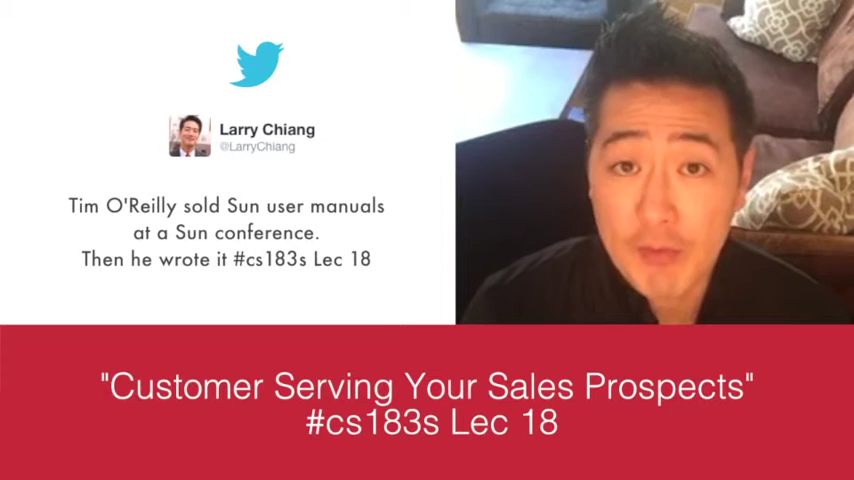 Larry Chiang
@LarryChiang
Tim O'Reilly sold Sun user manuals
at a Sun conference.
Then he wrote it #cs183s Lec 18
"Customer Serving Your Sales Prospects"
#cs183s Lec 18